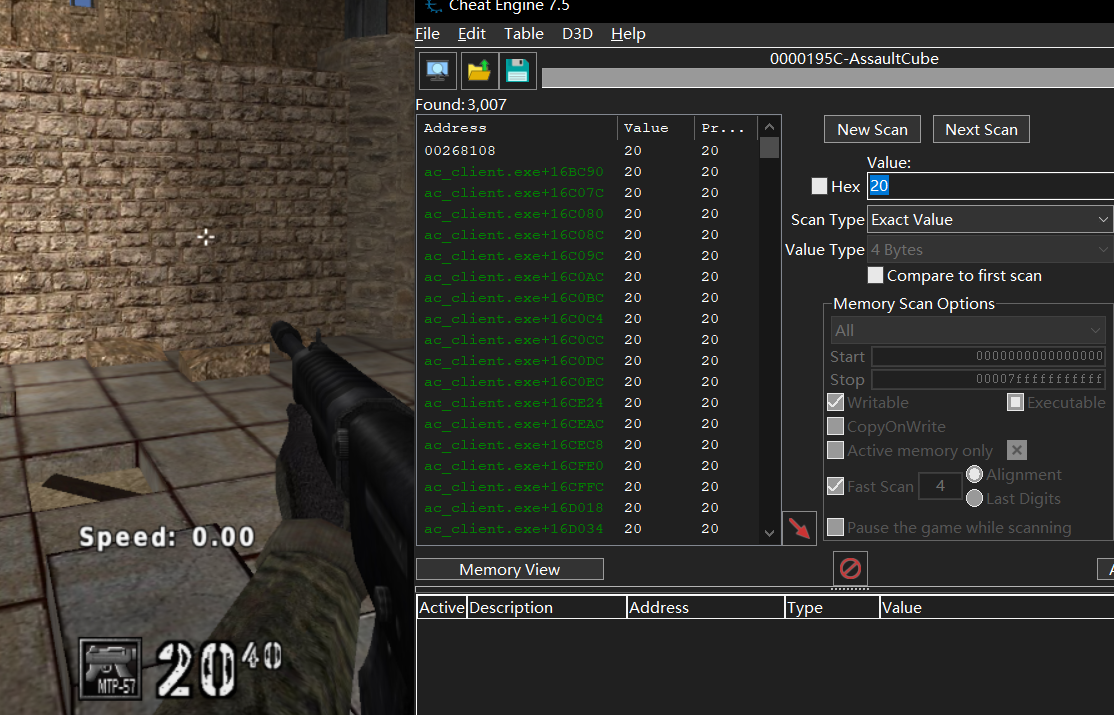 Cheat Engine 7.5
File Edit Table D3D Help
0000195C-AssaultCube
Found: 3,007
Address Value Pr...
00268108 20 20
ac_client.exe+16BC90 20 20
ac_client.exe+16C07C 20 20
ac_client.exe+16C080 20 20
ac_client.exe+16C08C 20 20
ac_client.exe+16C09C 20 20
ac_client.exe+16C0AC 20 20
ac_client.exe+16C0BC 20 20
ac_client.exe+16C0C4 20 20
ac_client.exe+16C0CC 20 20
ac_client.exe+16C0DC 20 20
ac_client.exe+16C0EC 20 20
ac_client.exe+16CE24 20 20
ac_client.exe+16CEAC 20 20
ac_client.exe+16CEC8 20 20
ac_client.exe+16CFE0 20 20
ac_client.exe+16CFFC 20 20
ac_client.exe+16D018 20 20
ac_client.exe+16D034 20 20
New Scan Next Scan
Value:
Hex 20
Scan Type Exact Value
Value Type 4 Bytes
Compare to first scan
Memory Scan Options
All
Start 0000000000000000
Stop 00007fffffffffff
Writable Executable
CopyOnWrite
Active memory only
Fast Scan 4 Alignment
Last Digits
Pause the game while scanning
Memory View
Active Description Address Type Value
Speed: 0.00
MTP-57 20 40